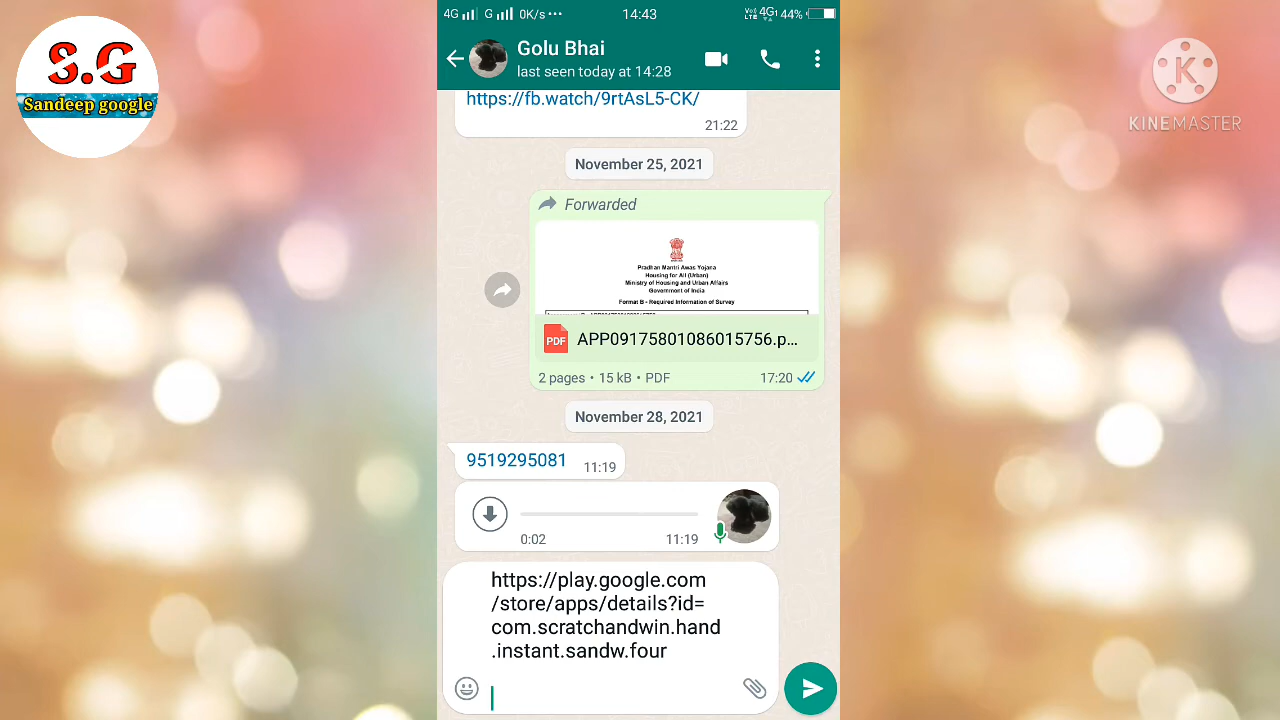 S.G
Sandeep google
K
KINEMASTER
4G G 0K/s ••• 14:43 VoLTE 4G 44%
Golu Bhai
last seen today at 14:28
https://fb.watch/9rtAsL5-CK/
21:22
November 25, 2021
Forwarded
Pradhan Mantri Awas Yojana
Housing for All (Urban)
Ministry of Housing and Urban Affairs
Government of India
Format B - Required Information of Survey
PDF APP09175801086015756.p...
2 pages • 15 kB • PDF 17:20
November 28, 2021
9519295081 11:19
0:02 11:19
https://play.google.com
/store/apps/details?id=
com.scratchandwin.hand
.instant.sandw.four